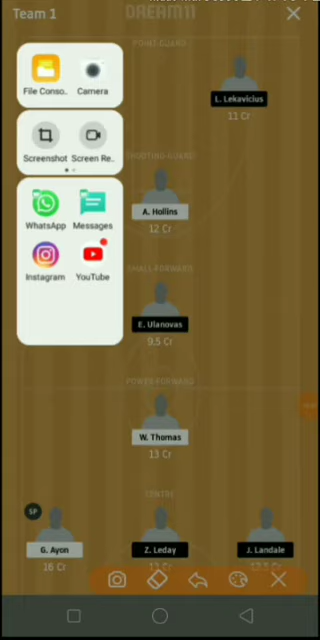 Team 1
DREAM11
POINT-GUARD
File Conso..
Camera
L. Lekavicius
11 Cr
Screenshot
Screen Re..
SHOOTING-GUARD
A. Hollins
12 Cr
WhatsApp
Messages
Instagram
YouTube
SMALL-FORWARD
E. Ulanovas
9.5 Cr
POWER-FORWARD
W. Thomas
13 Cr
CENTRE
SP
G. Ayon
Z. Leday
J. Landale
16 Cr